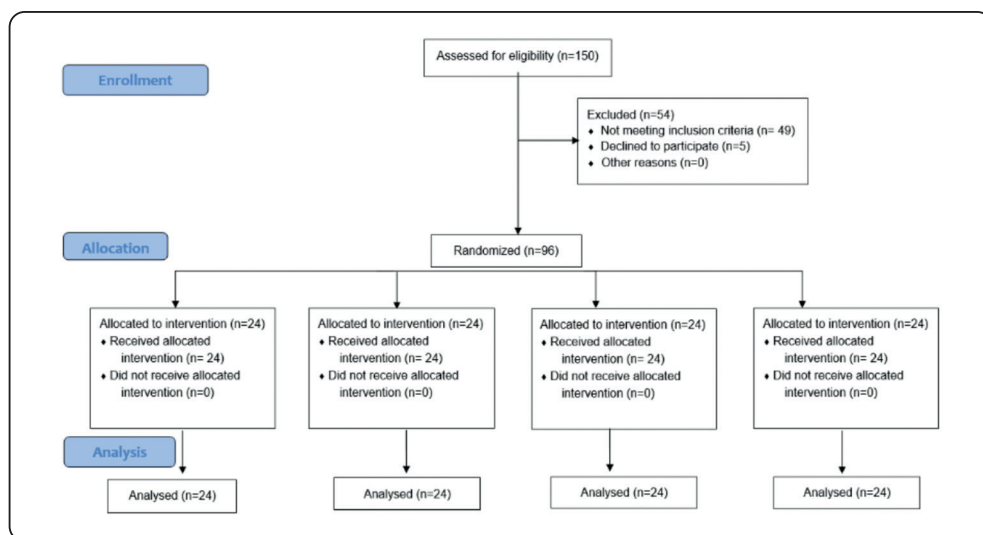 Assessed for eligibility (n=150)
Enrollment
Excluded (n=54)
♦ Not meeting inclusion criteria (n= 49)
♦ Declined to participate (n=5)
♦ Other reasons (n=0)
Allocation
Randomized (n=96)
Allocated to intervention (n=24)
♦ Received allocated
intervention (n= 24)
♦ Did not receive allocated
intervention (n=0)
Allocated to intervention (n=24)
♦ Received allocated
intervention (n= 24)
♦ Did not receive allocated
intervention (n=0)
Allocated to intervention (n=24)
♦ Received allocated
intervention (n= 24)
♦ Did not receive allocated
intervention (n=0)
Allocated to intervention (n=24)
♦ Received allocated
intervention (n= 24)
♦ Did not receive allocated
intervention (n=0)
Analysis
Analysed (n=24)
Analysed (n=24)
Analysed (n=24)
Analysed (n=24)